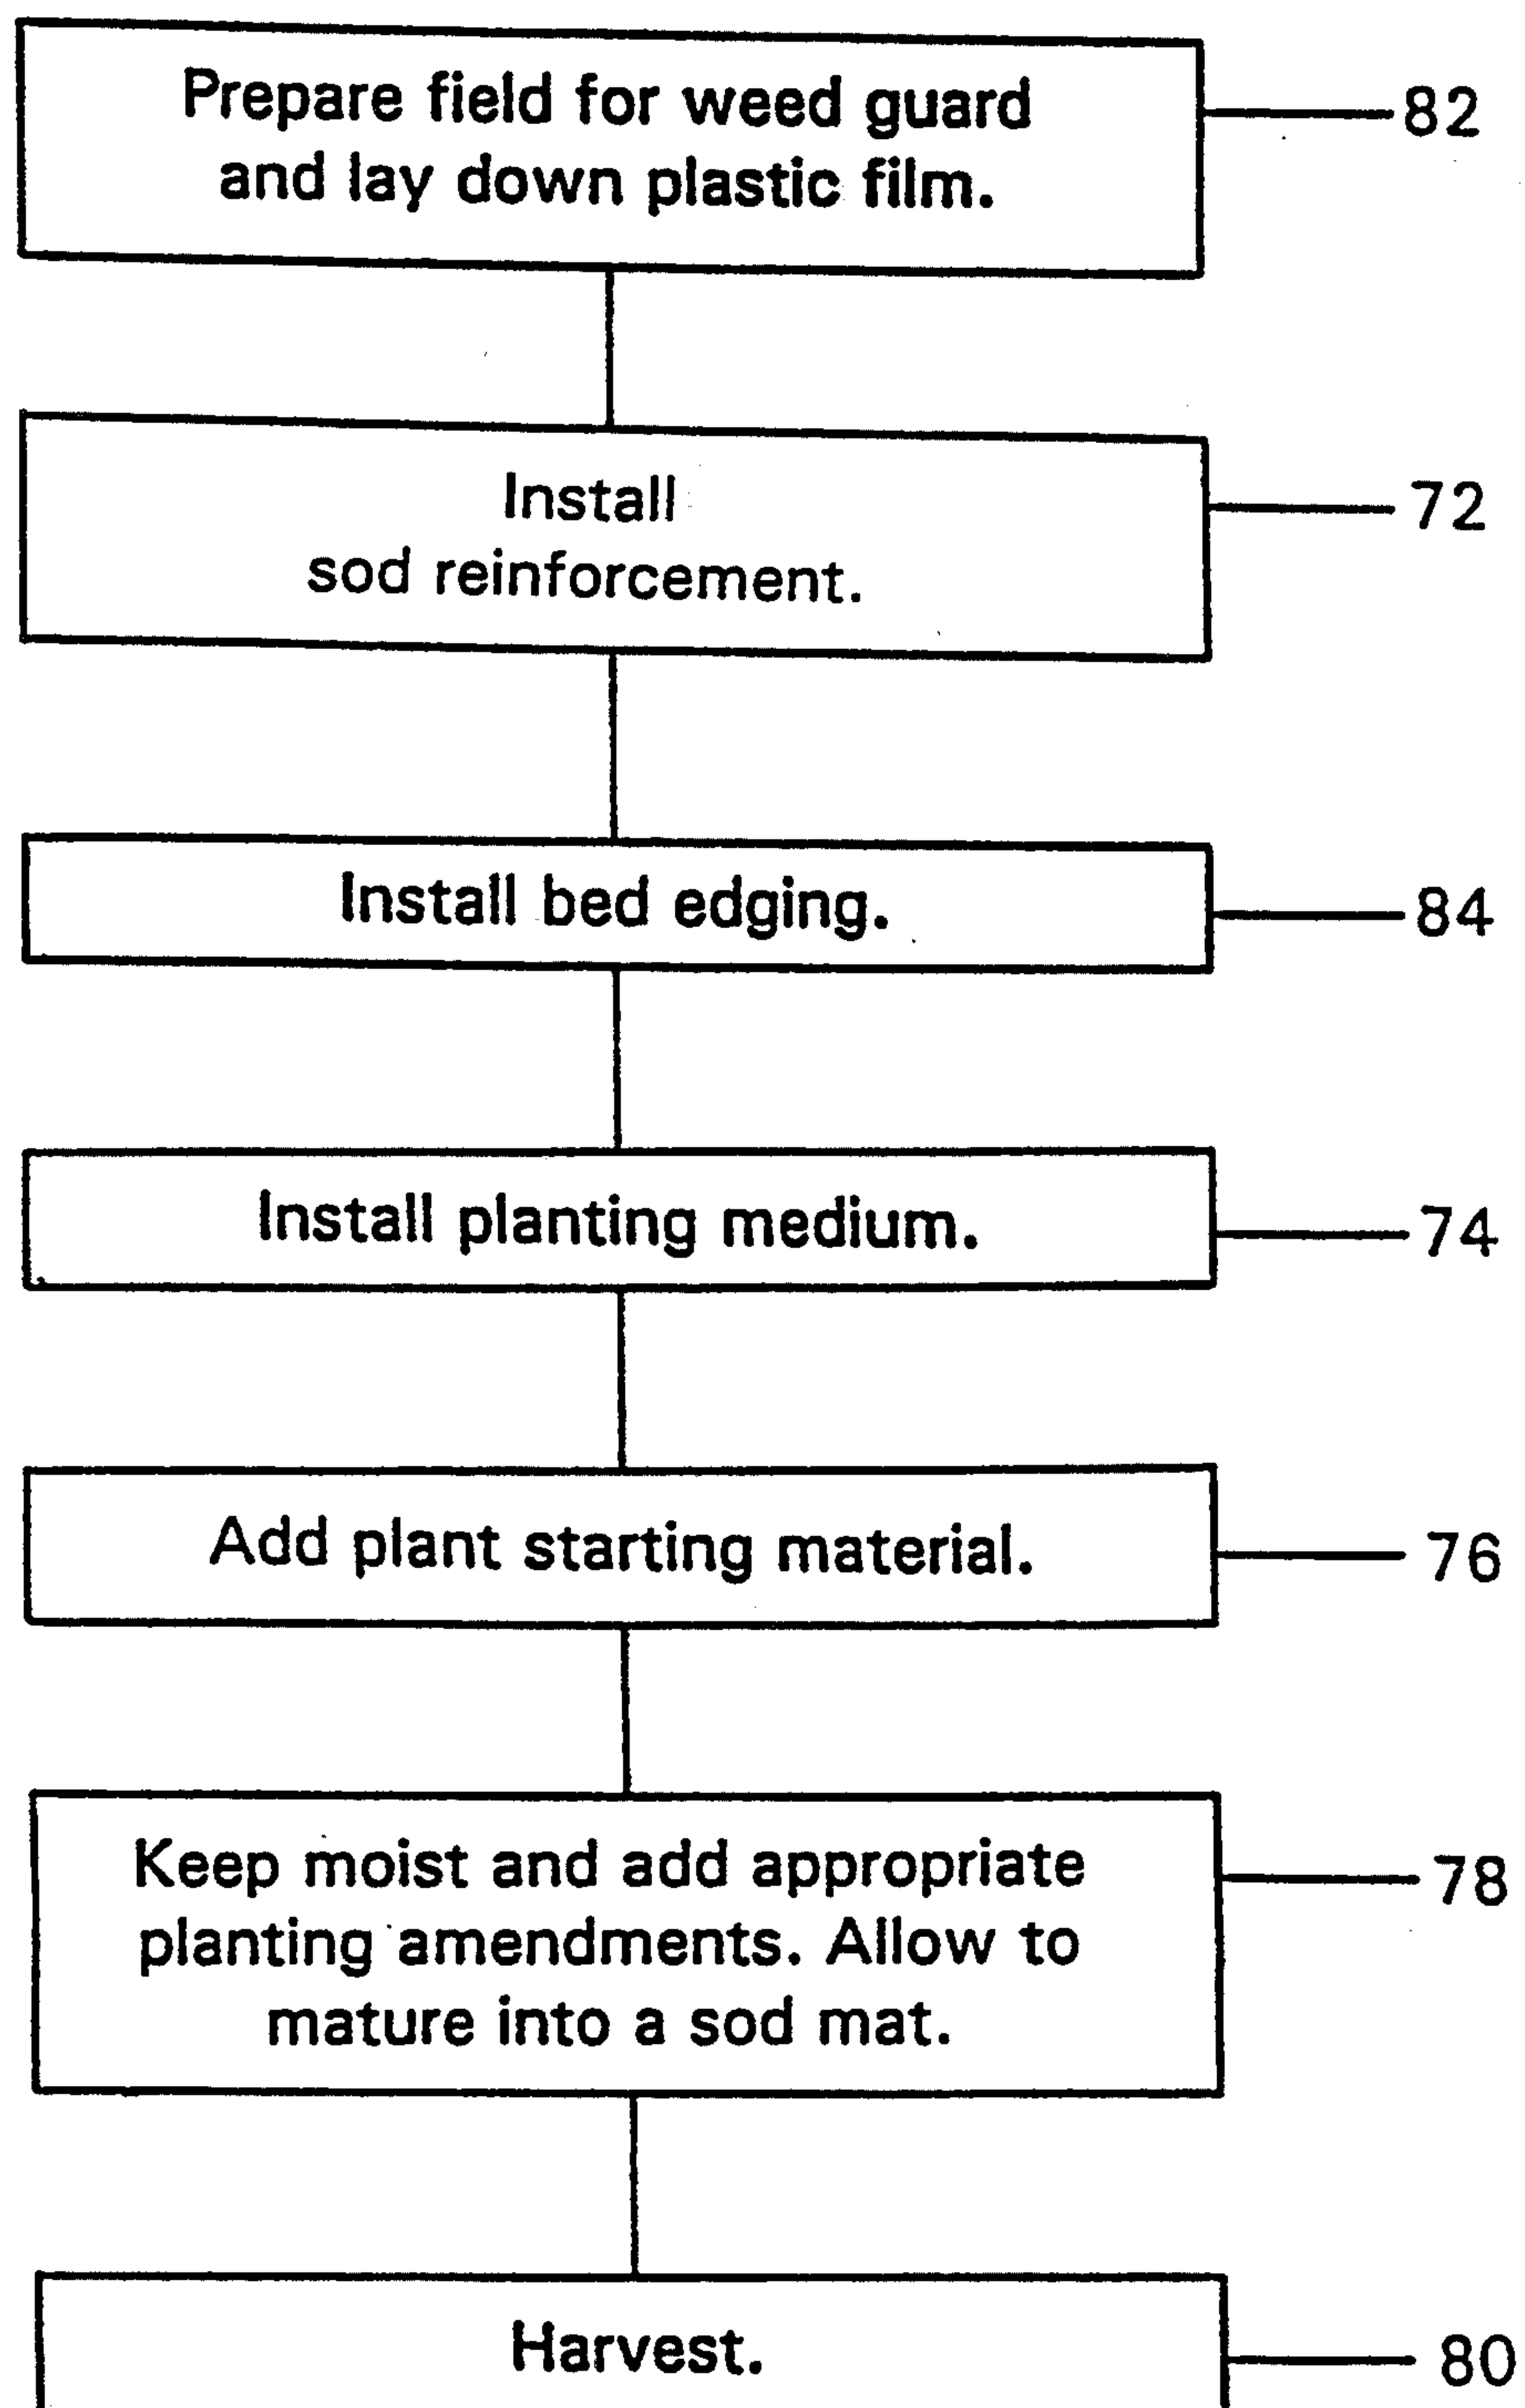 Prepare field for weed guard
and lay down plastic film.
82
Install
sod reinforcement.
72
Install bed edging.
84
Install planting medium.
74
Add plant starting material.
76
Keep moist and add appropriate
planting amendments. Allow to
mature into a sod mat.
78
Harvest.
80